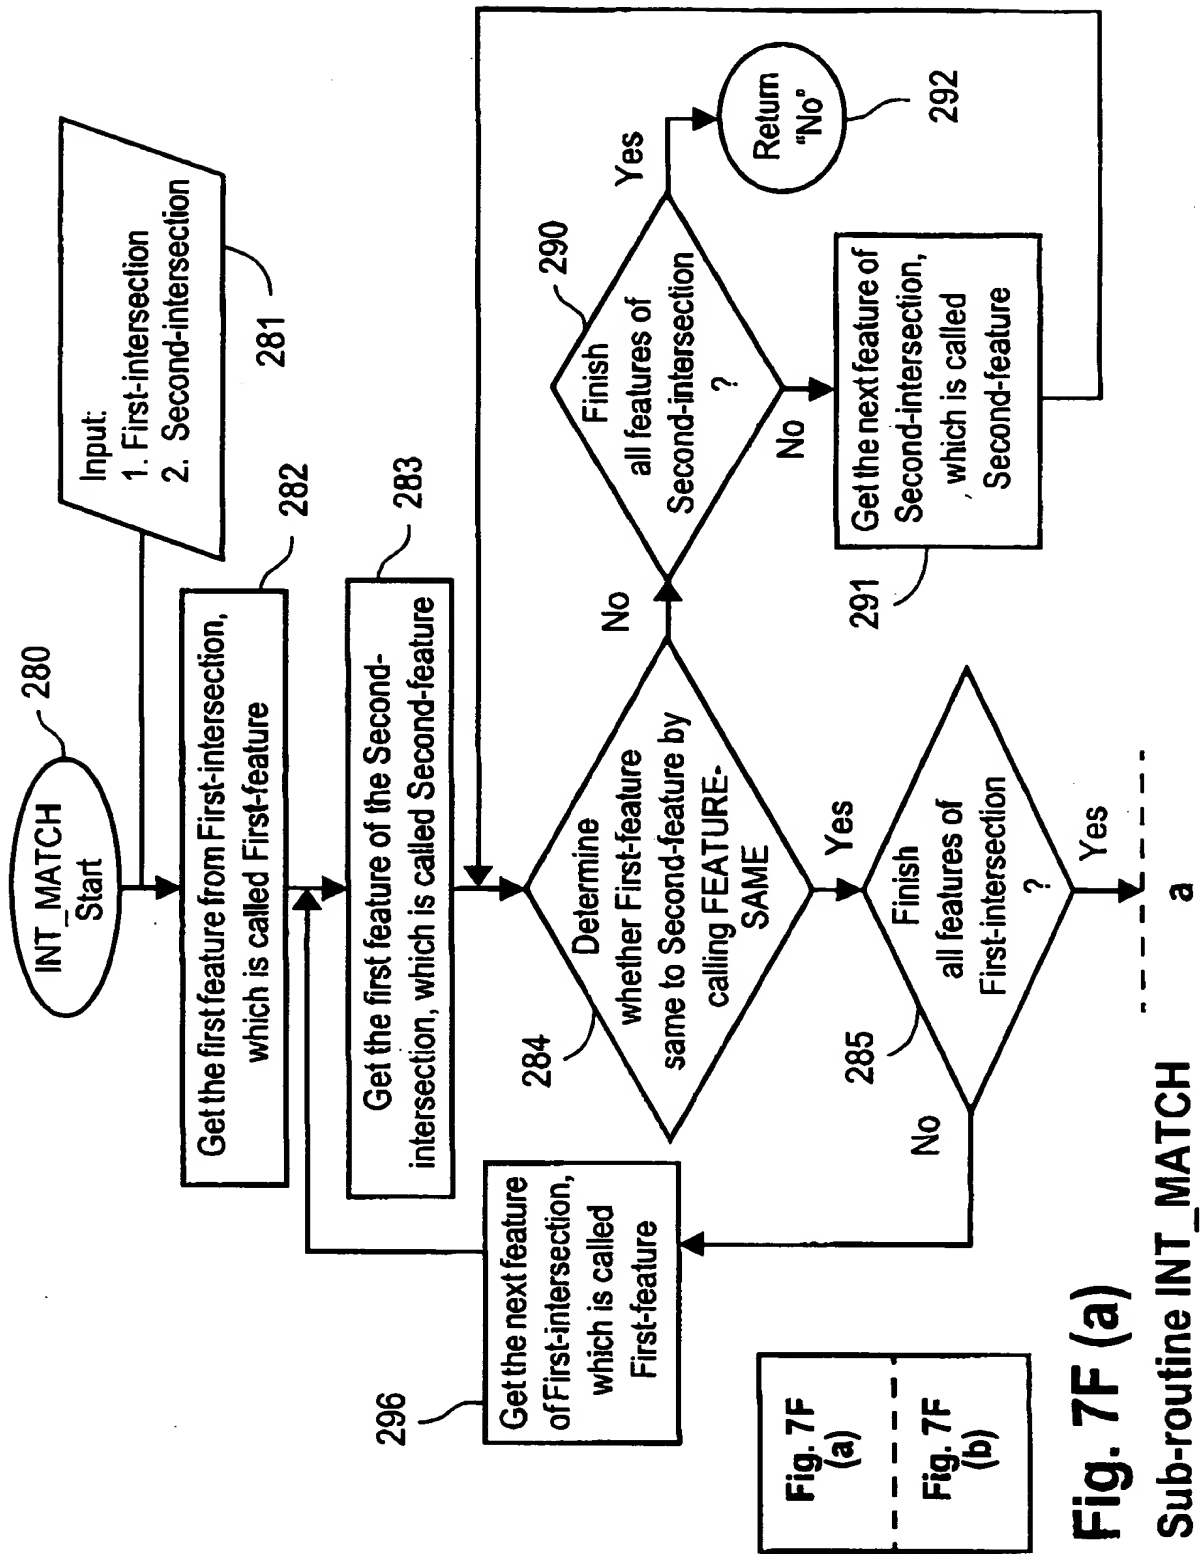 INT_MATCH
Start
280
Input:
1. First-intersection
2. Second-intersection
281
Get the first feature from First-intersection,
which is called First-feature
282
Get the first feature of the Second-
intersection, which is called Second-feature
283
Determine
whether First-feature
same to Second-feature by
calling FEATURE-
SAME
284
No
Yes
Finish
all features of
Second-intersection
?
290
Yes
Return
"No"
292
No
Get the next feature of
Second-intersection,
which is called
Second-feature
291
Finish
all features of
First-intersection
?
285
No
Yes
Get the next feature
of First-intersection,
which is called
First-feature
296
a
Fig. 7F
(a)
Fig. 7F
(b)
Fig. 7F (a)
Sub-routine INT_MATCH